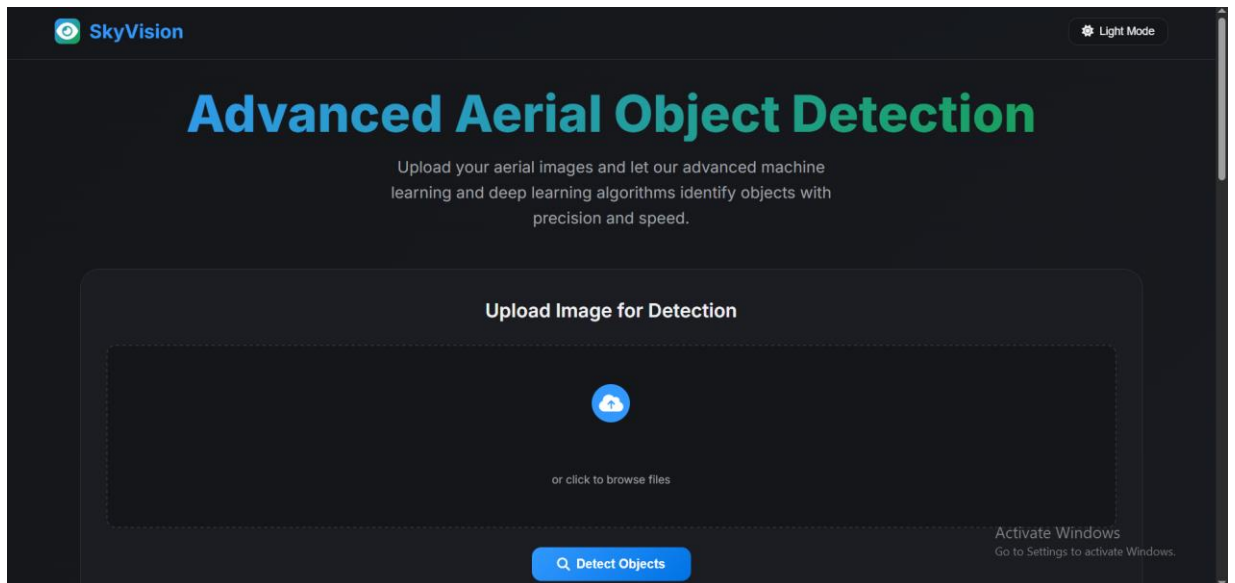 SkyVision
Light Mode
Advanced Aerial Object Detection
Upload your aerial images and let our advanced machine
learning and deep learning algorithms identify objects with
precision and speed.
Upload Image for Detection
or click to browse files
Activate Windows
Go to Settings to activate Windows.
Detect Objects